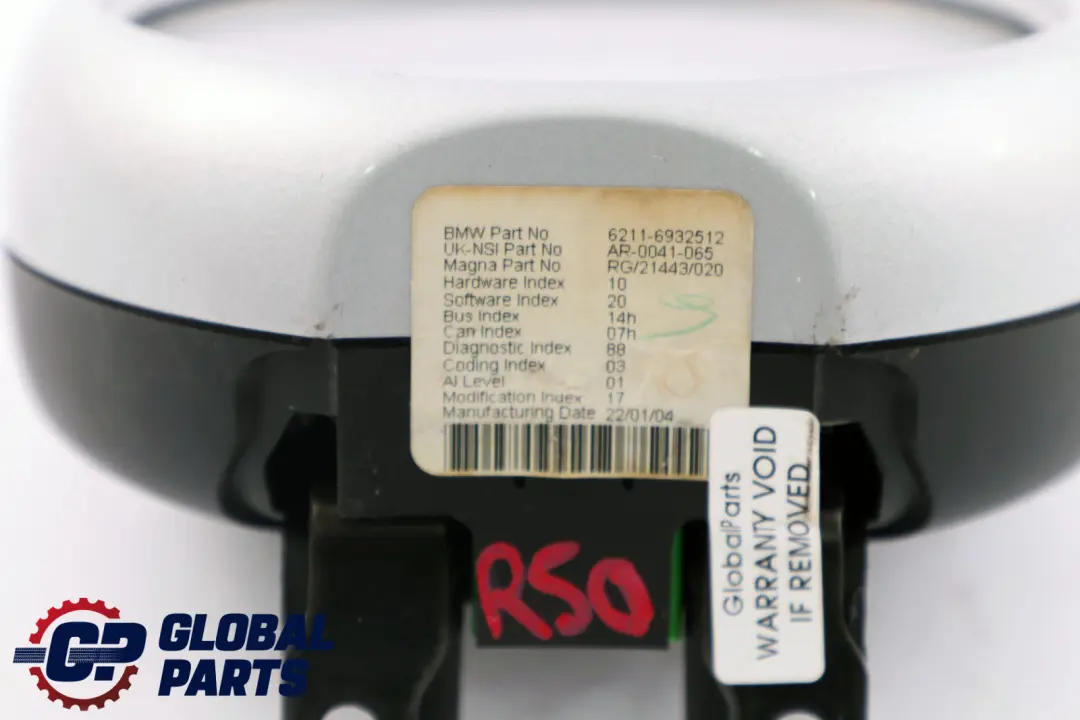 BMW Part No 6211-6932512
UK-NSI Part No AR-0041-065
Magna Part No RG/21443/020
Hardware Index 10
Software Index 20
Bus Index 14h
Can Index 07h
Diagnostic Index 88
Coding Index 03
AI Level 01
Modification Index 17
Manufacturing Date 22/01/04
GlobalParts
WARRANTY VOID
IF REMOVED
R50
GP
GLOBAL
PARTS